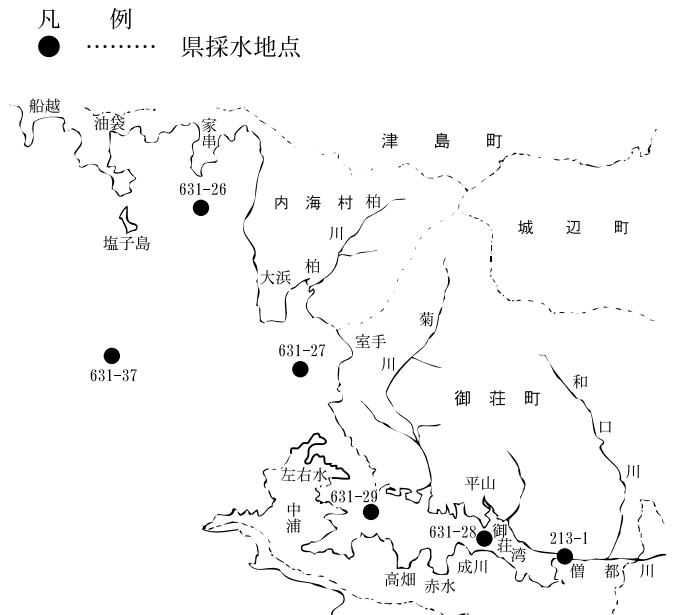 凡 例
● ……… 県採水地点
船越
油袋
家串
津島町
631-26
内海村
柏川
塩子島
城辺町
大浜
柏
菊川
室手
631-27
631-37
御荘町
和口川
左右水
平山
631-29
中浦
631-28
御荘湾
213-1
高畑
赤水
成川
僧都川